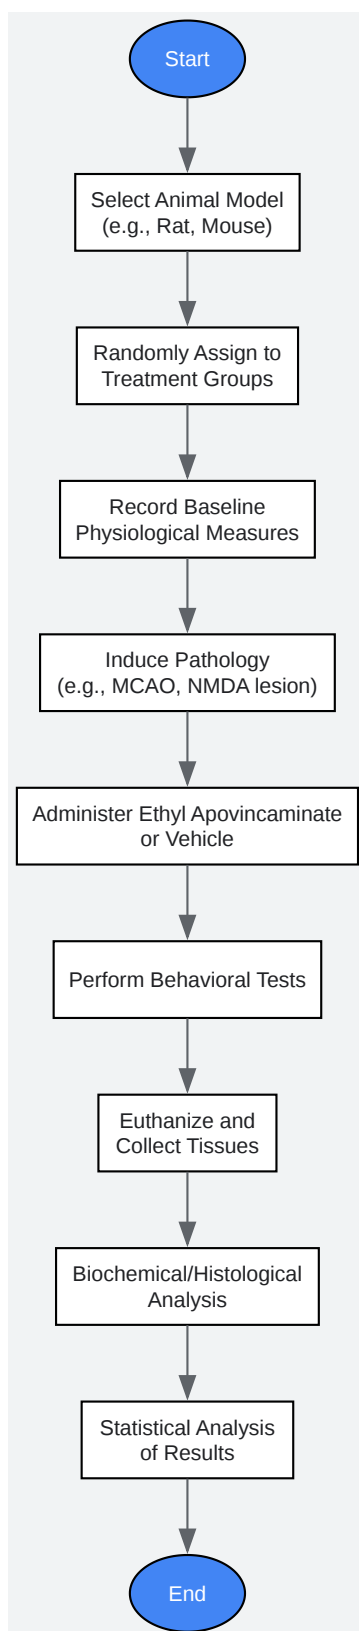 Start
Select Animal Model
(e.g., Rat, Mouse)
Randomly Assign to
Treatment Groups
Record Baseline
Physiological Measures
Induce Pathology
(e.g., MCAO, NMDA lesion)
Administer Ethyl Apovincaminate
or Vehicle
Perform Behavioral Tests
Euthanize and
Collect Tissues
Biochemical/Histological
Analysis
Statistical Analysis
of Results
End